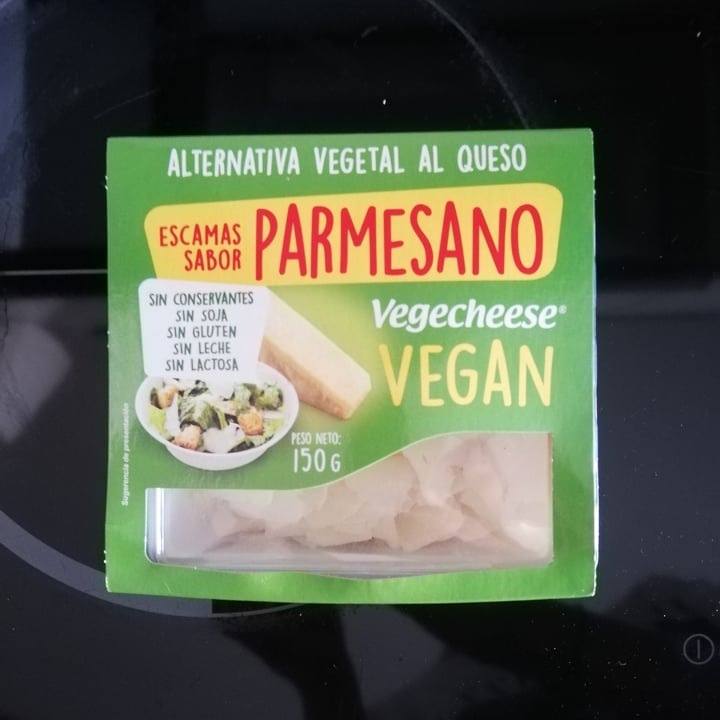 ALTERNATIVA VEGETAL AL QUESO
ESCAMAS
SABOR
PARMESANO
SIN CONSERVANTES
SIN SOJA
SIN GLUTEN
SIN LECHE
SIN LACTOSA
Vegecheese®
VEGAN
PESO NETO:
150 G
Sugerencia de presentación